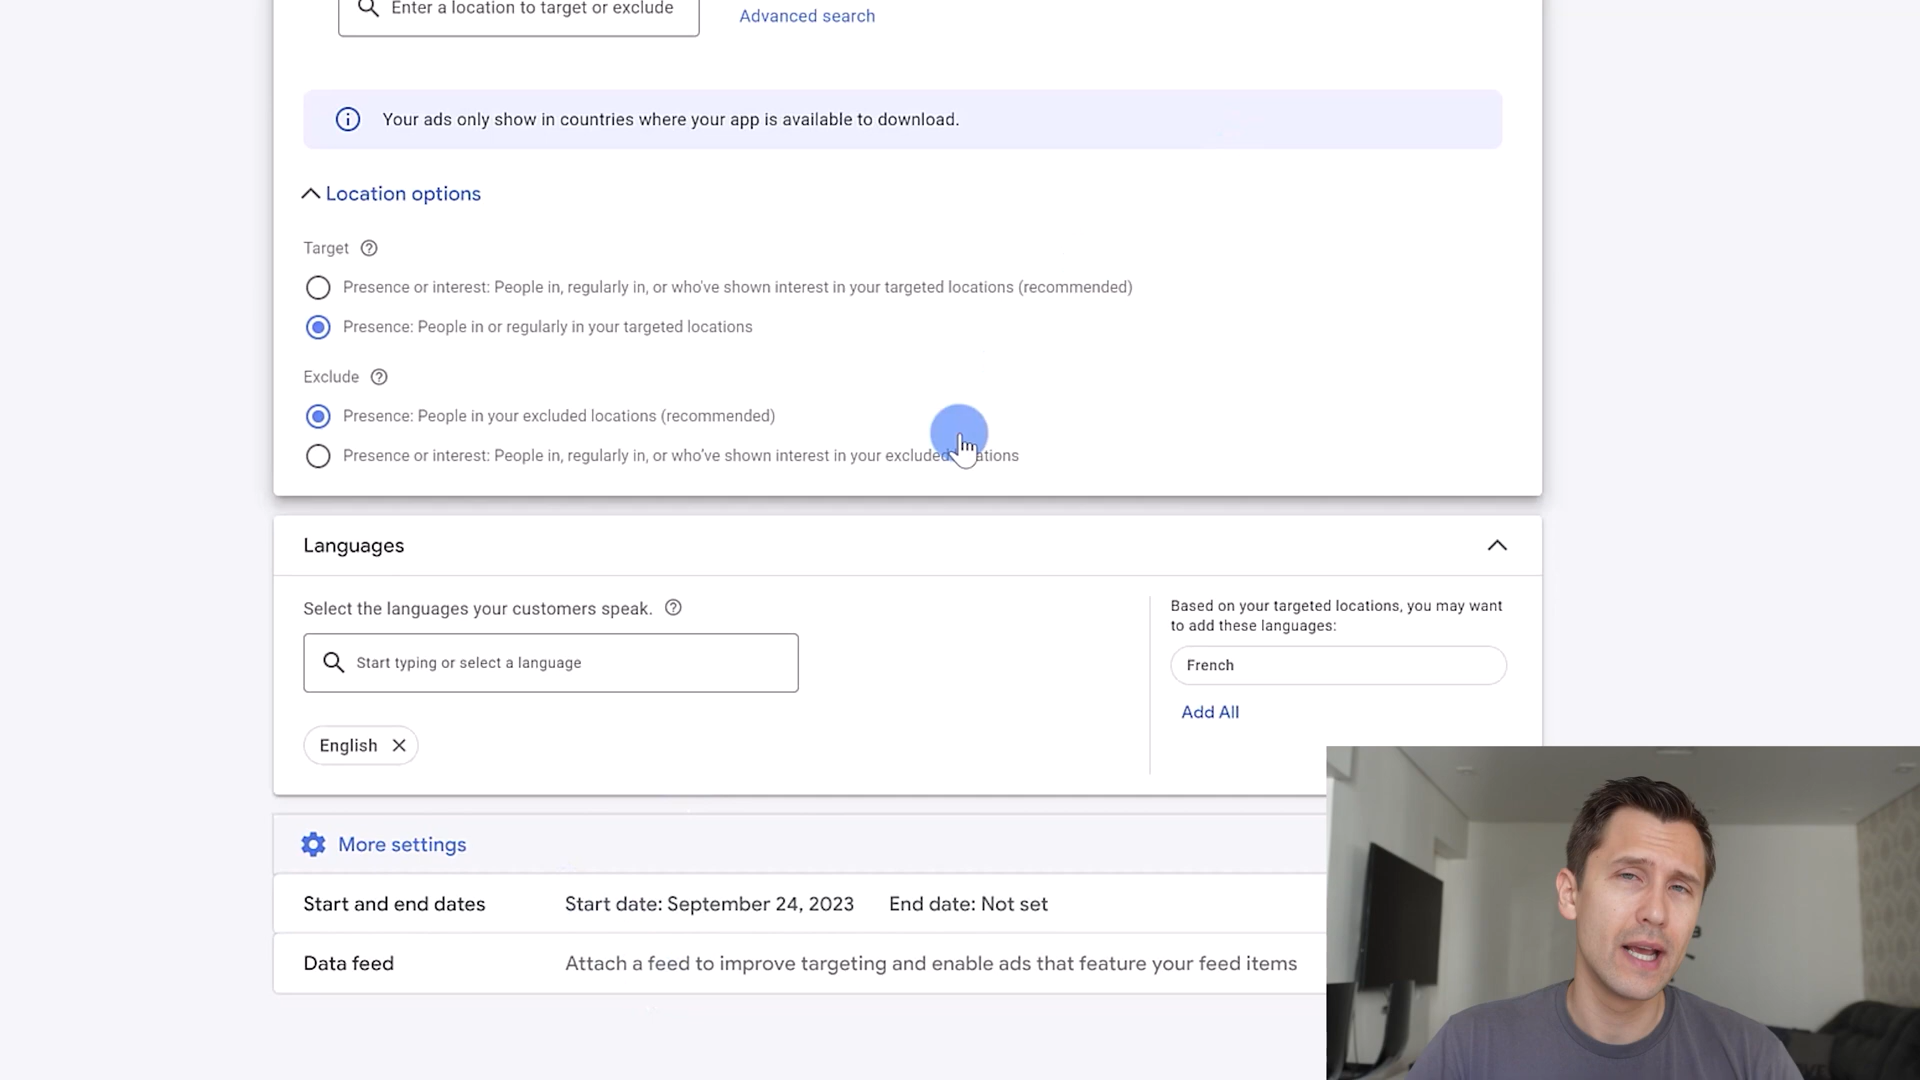 Enter a location to target or exclude
Advanced search
Your ads only show in countries where your app is available to download.
Location options
Target
Presence or interest: People in, regularly in, or who've shown interest in your targeted locations (recommended)
Presence: People in or regularly in your targeted locations
Exclude
Presence: People in your excluded locations (recommended)
Presence or interest: People in, regularly in, or who've shown interest in your excluded
Languages
Select the languages your customers speak.
Start typing or select a language
English
Based on your targeted locations, you may want
to add these languages:
French
Add All
More settings
Start and end dates Start date: September 24, 2023 End date: Not set
Data feed Attach a feed to improve targeting and enable ads that feature your feed items